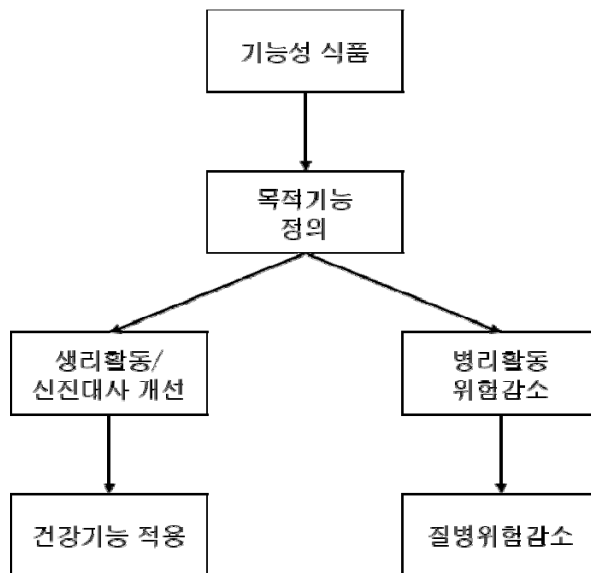 기능성 식품
목적기능
정의
생리활동/
신진대사 개선
병리활동
위험감소
건강기능 적용
질병위험감소